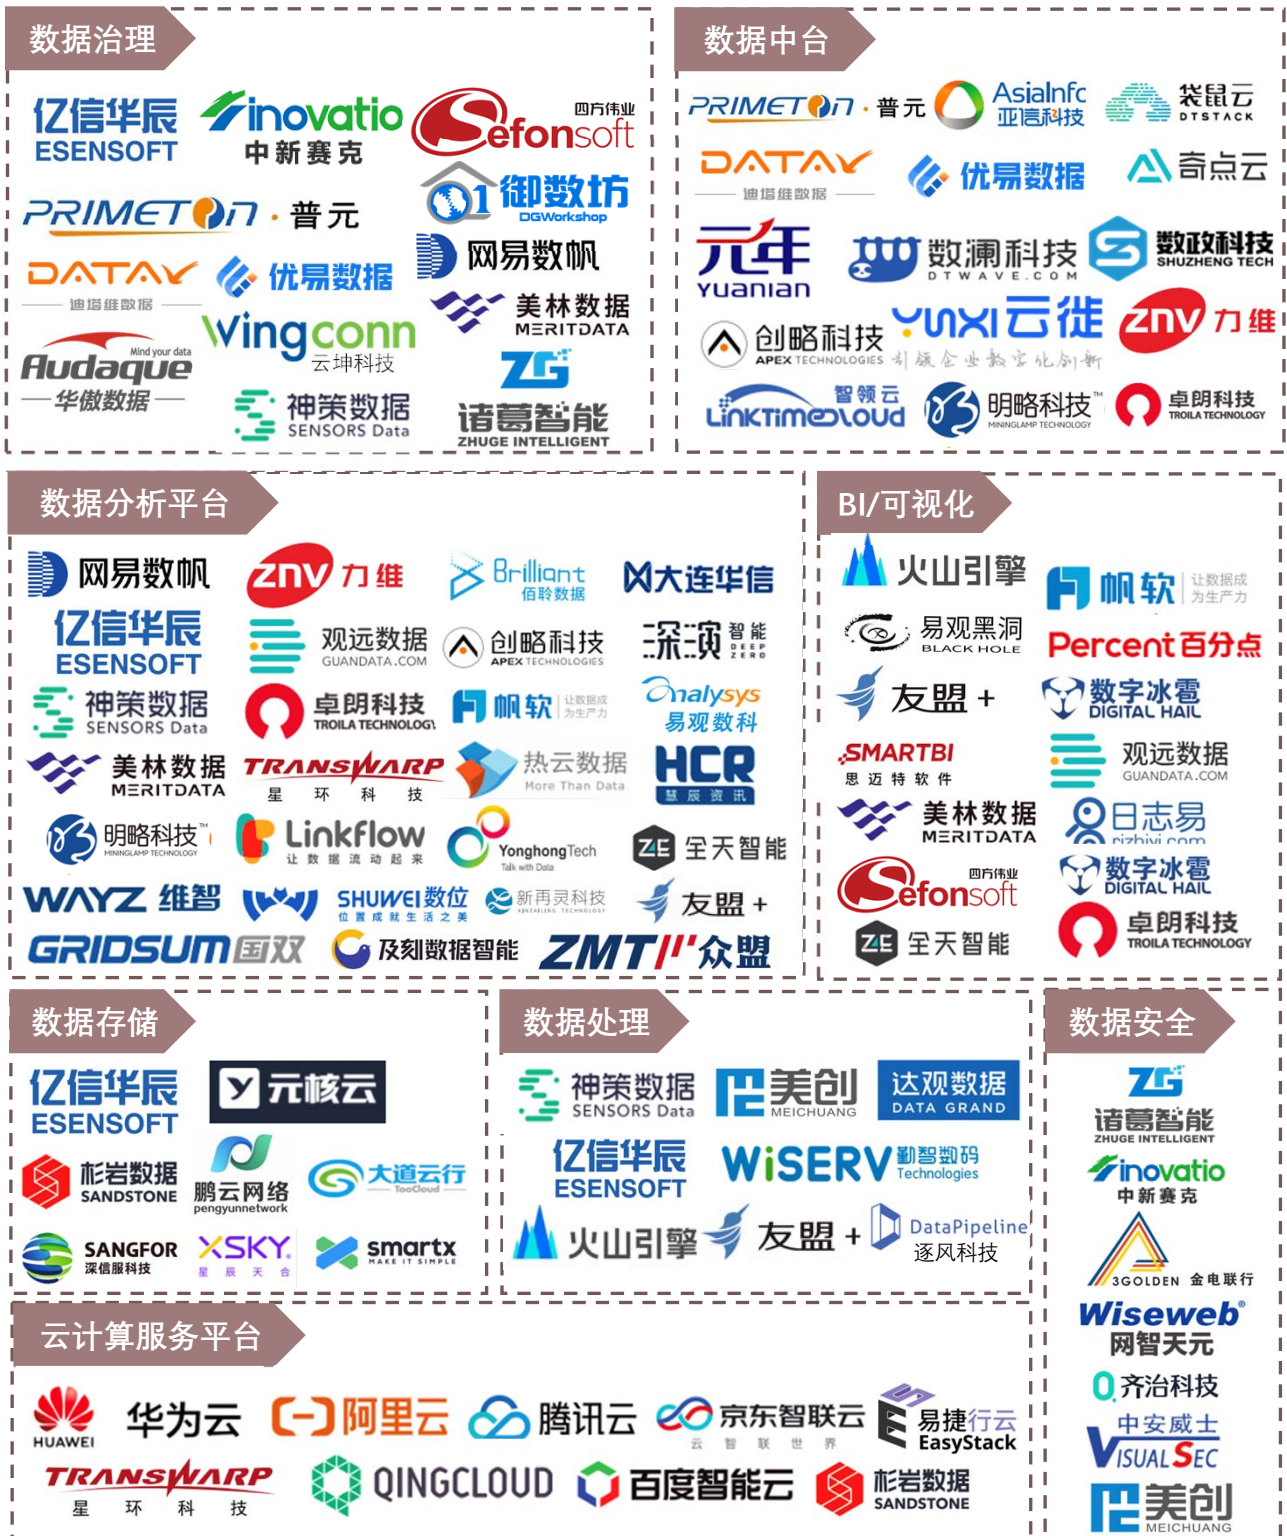 数据治理
亿信华辰
ESENSOFT
inovatio
中新赛克
四方伟业
Sefonsoft
PRIMETON · 普元
01 御数坊
DGWorkshop
DATAV
迪塔维数据
优易数据
网易数帆
美林数据
MERITDATA
Mind your data
Audaque
华傲数据
Wingconn
云坤科技
ZG
诸葛智能
ZHUGE INTELLIGENT
神策数据
SENSORS Data
数据中台
PRIMETON · 普元
AsiaInfo
亚信科技
袋鼠云
DTSTACK
DATAV
迪塔维数据
优易数据
奇点云
元年
Yuanian
数澜科技
DTWAVE.COM
数政科技
SHUZHENG TECH
创略科技
APEX TECHNOLOGIES
YUNXI 云徙
引领企业数字化创新
ZNV 力维
智领云
LINKTIMECLOUD
明略科技™
MININGLAMP TECHNOLOGY
卓朗科技
TROILA TECHNOLOGY
数据分析平台
网易数帆
ZNV 力维
Brilliant
佰聆数据
大连华信
亿信华辰
ESENSOFT
观远数据
GUANDATA.COM
创略科技
APEX TECHNOLOGIES
深演 智能
DEEP
ZERO
神策数据
SENSORS Data
卓朗科技
TROILA TECHNOLOG
帆软 让数据成
为生产力
Analysys
易观数科
美林数据
MERITDATA
TRANSWARP
星环科技
热云数据
More Than Data
HCR
慧辰资讯
明略科技™
MININGLAMP TECHNOLOGY
Linkflow
让数据流动起来
YonghongTech
Talk with Data
ZE 全天智能
WAYZ 维智
SHUWEI 数位
位置成就生活之美
新再灵科技
XINZAILING TECHNOLOGY
友盟+
GRIDSUM 国双
及刻数据智能
ZMT 众盟
BI/可视化
火山引擎
帆软 让数据成
为生产力
易观黑洞
BLACK HOLE
Percent 百分点
友盟+
数字冰雹
DIGITAL HAIL
SMARTBI
思迈特软件
观远数据
GUANDATA.COM
美林数据
MERITDATA
日志易
rizhiyi.com
四方伟业
Sefonsoft
数字冰雹
DIGITAL HAIL
ZE 全天智能
卓朗科技
TROILA TECHNOLOGY
数据存储
亿信华辰
ESENSOFT
元核云
杉岩数据
SANDSTONE
鹏云网络
pengyunnetwork
大道云行
TaoCloud
SANGFOR
深信服科技
XSKY
星辰天合
smartx
MAKE IT SIMPLE
数据处理
神策数据
SENSORS Data
美创
MEICHUANG
达观数据
DATA GRAND
亿信华辰
ESENSOFT
WiSERV 勤智数码
Technologies
火山引擎
友盟+
DataPipeline
逐风科技
数据安全
ZG
诸葛智能
ZHUGE INTELLIGENT
inovatio
中新赛克
3GOLDEN 金电联行
Wiseweb®
网智天元
齐治科技
中安威士
VISUALSEC
美创
MEICHUANG
云计算服务平台
HUAWEI
华为云
阿里云
腾讯云
京东智联云
云智联世界
易捷行云
EasyStack
TRANSWARP
星环科技
QINGCLOUD
百度智能云
杉岩数据
SANDSTONE